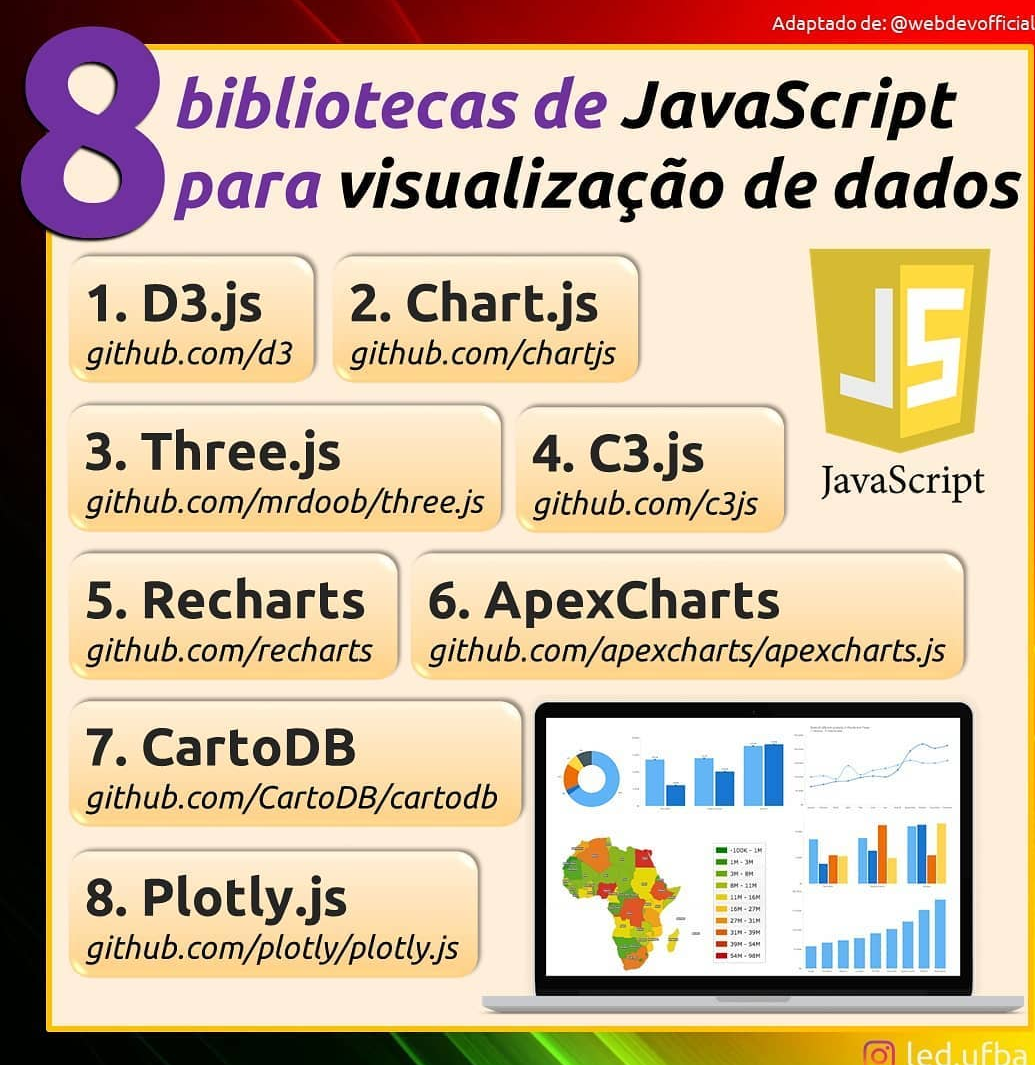 Adaptado de: @webdevofficial
8 bibliotecas de JavaScript
para visualização de dados
1. D3.js
github.com/d3
2. Chart.js
github.com/chartjs
JS
JavaScript
3. Three.js
github.com/mrdoob/three.js
4. C3.js
github.com/c3js
5. Recharts
github.com/recharts
6. ApexCharts
github.com/apexcharts/apexcharts.js
7. CartoDB
github.com/CartoDB/cartodb
8. Plotly.js
github.com/plotly/plotly.js
-100K - 1M
1M - 3M
3M - 8M
8M - 11M
11M - 16M
16M - 27M
27M - 31M
31M - 39M
39M - 54M
54M - 98M
led.ufba